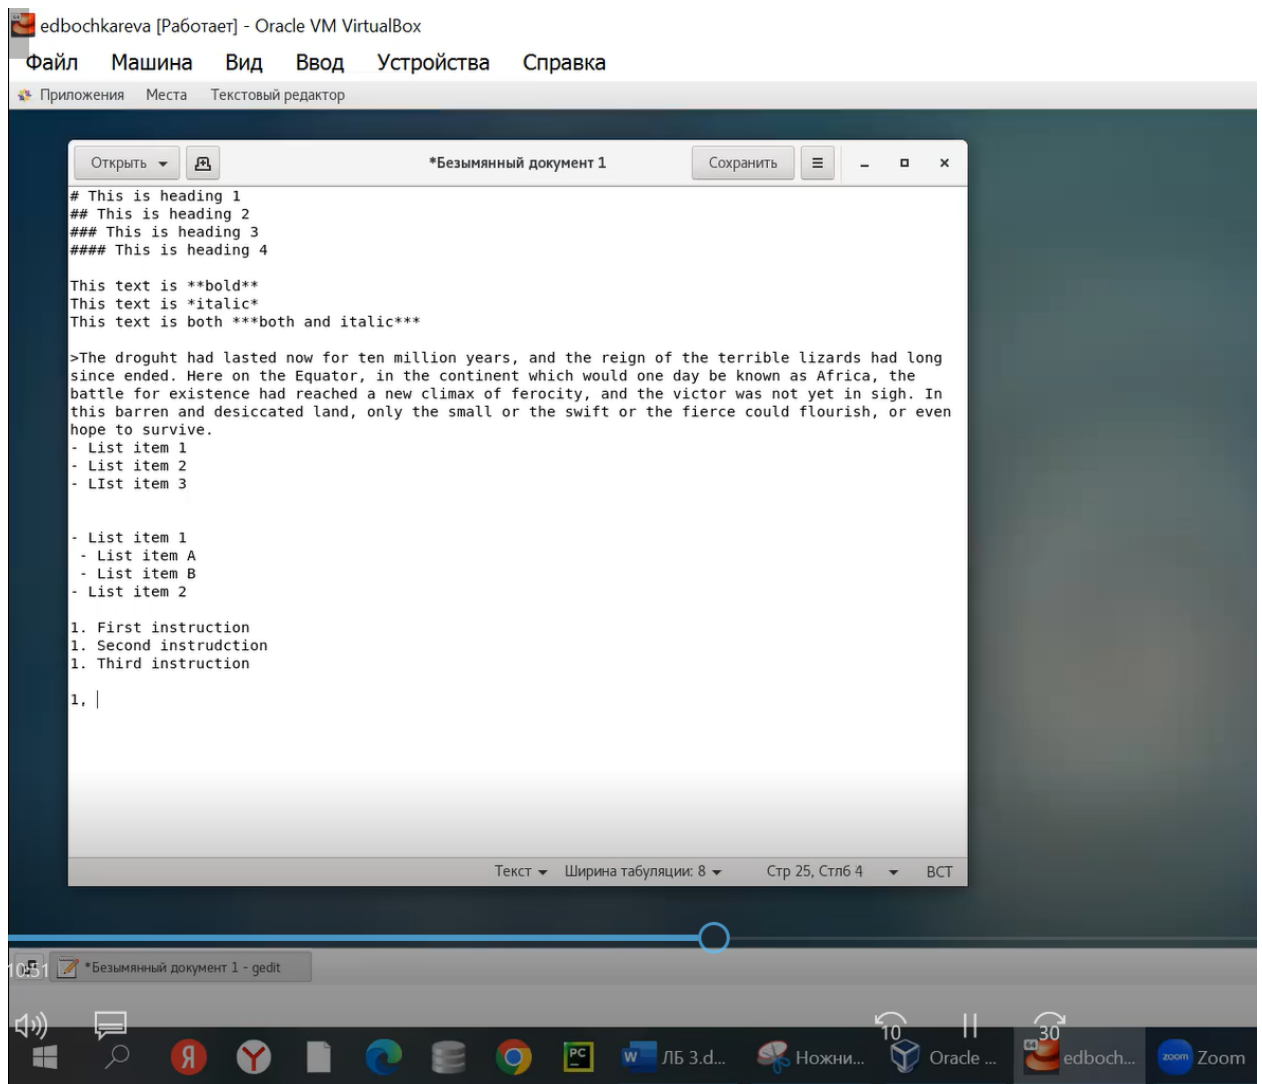 edbochkareva [Работает] - Oracle VM VirtualBox
Файл Машина Вид Ввод Устройства Справка
Приложения Места Текстовый редактор
Открыть *Безымянный документ 1 Сохранить
# This is heading 1
## This is heading 2
### This is heading 3
#### This is heading 4
This text is **bold**
This text is *italic*
This text is both ***both and italic***
>The droguht had lasted now for ten million years, and the reign of the terrible lizards had long
since ended. Here on the Equator, in the continent which would one day be known as Africa, the
battle for existence had reached a new climax of ferocity, and the victor was not yet in sigh. In
this barren and desiccated land, only the small or the swift or the fierce could flourish, or even
hope to survive.
- List item 1
- List item 2
- LIst item 3
- List item 1
- List item A
- List item B
- List item 2
1. First instruction
1. Second instrudction
1. Third instruction
1,
Текст Ширина табуляции: 8 Стр 25, Стлб 4 ВСТ
10:51 *Безымянный документ 1 - gedit
10 30
Я Y PC W ЛБ 3.d... Ножни... Oracle ... 64 edboch... zoom Zoom